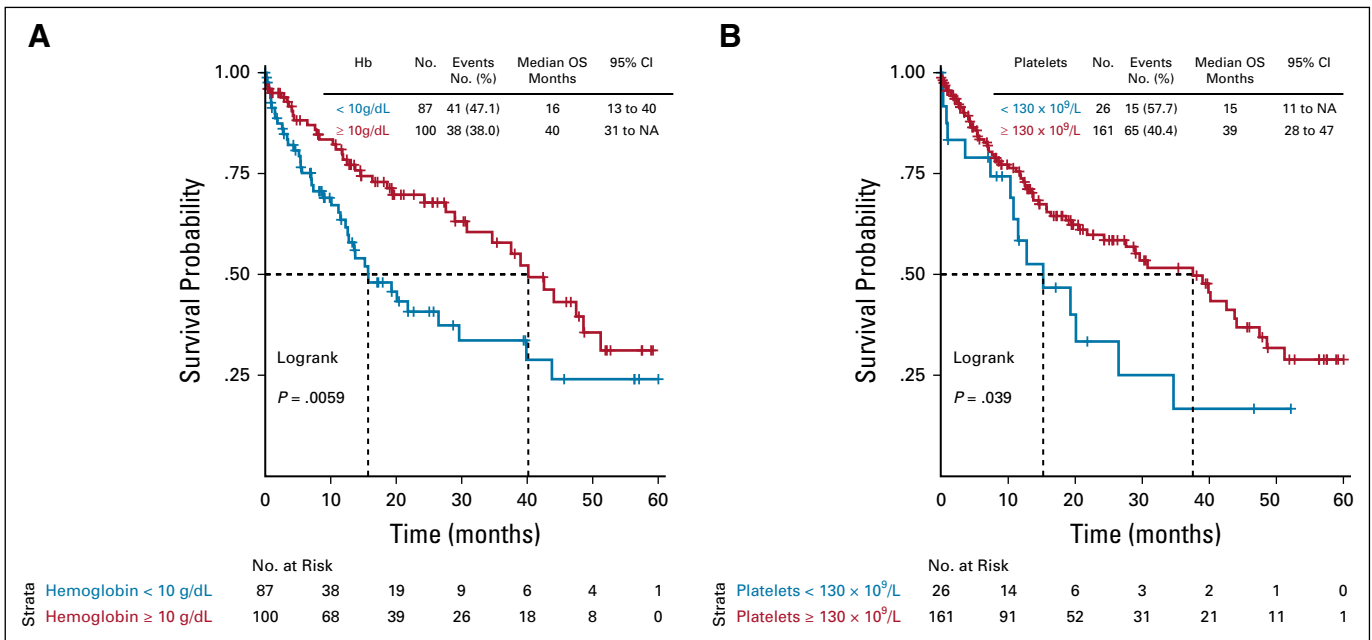 A
Hb No. Events No. (%) Median OS Months 95% CI
< 10g/dL 87 41 (47.1) 16 13 to 40
≥ 10g/dL 100 38 (38.0) 40 31 to NA
1.00
.75
.50
.25
Survival Probability
Logrank
P = .0059
0 10 20 30 40 50 60
Time (months)
No. at Risk
Strata
Hemoglobin < 10 g/dL 87 38 19 9 6 4 1
Hemoglobin ≥ 10 g/dL 100 68 39 26 18 8 0
B
Platelets No. Events No. (%) Median OS Months 95% CI
< 130 x 10⁹/L 26 15 (57.7) 15 11 to NA
≥ 130 x 10⁹/L 161 65 (40.4) 39 28 to 47
1.00
.75
.50
.25
Survival Probability
Logrank
P = .039
0 10 20 30 40 50 60
Time (months)
No. at Risk
Strata
Platelets < 130 × 10⁹/L 26 14 6 3 2 1 0
Platelets ≥ 130 × 10⁹/L 161 91 52 31 21 11 1